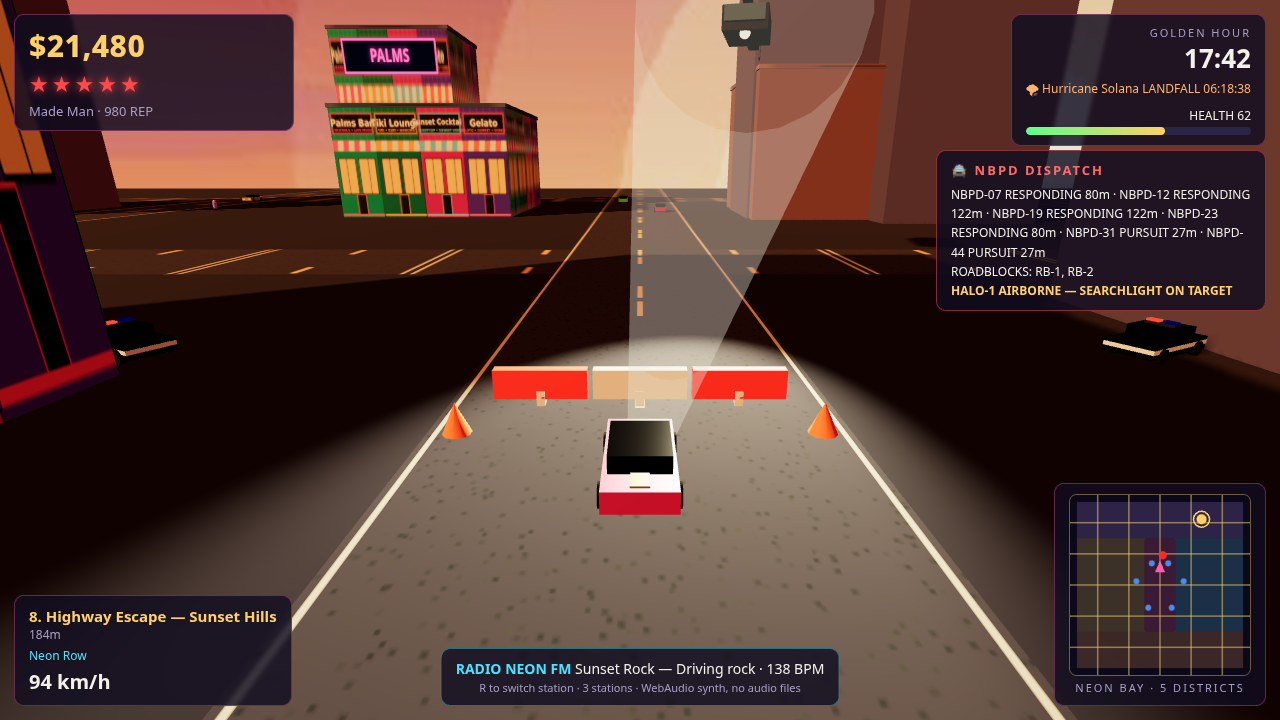 $21,480
★★★★★
Made Man · 980 REP
PALMS
Palms Bar
Tiki Lounge
Sunset Cocktai
Gelato
GOLDEN HOUR
17:42
Hurricane Solana LANDFALL 06:18:38
HEALTH 62
NBPD DISPATCH
NBPD-07 RESPONDING 80m · NBPD-12 RESPONDING
122m · NBPD-19 RESPONDING 122m · NBPD-23
RESPONDING 80m · NBPD-31 PURSUIT 27m · NBPD-
44 PURSUIT 27m
ROADBLOCKS: RB-1, RB-2
HALO-1 AIRBORNE — SEARCHLIGHT ON TARGET
8. Highway Escape — Sunset Hills
184m
Neon Row
94 km/h
RADIO NEON FM Sunset Rock — Driving rock · 138 BPM
R to switch station · 3 stations · WebAudio synth, no audio files
NEON BAY · 5 DISTRICTS